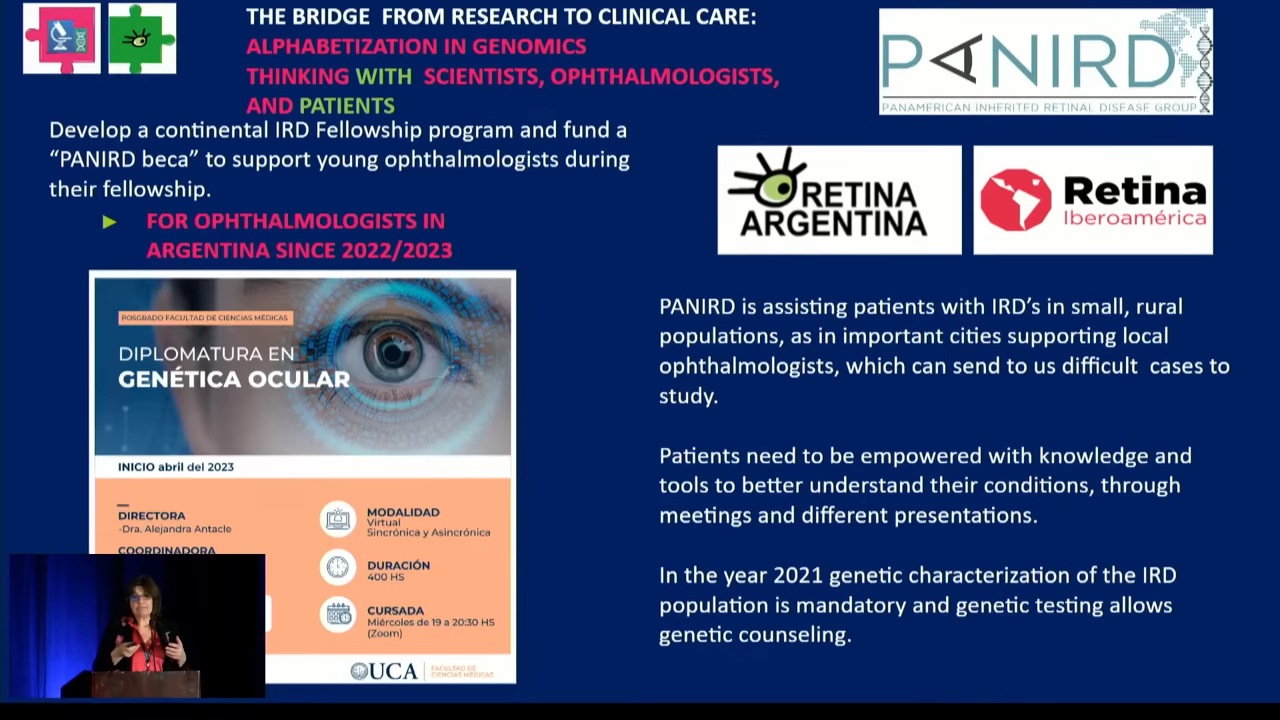 THE BRIDGE FROM RESEARCH TO CLINICAL CARE:
ALPHABETIZATION IN GENOMICS
THINKING WITH SCIENTISTS, OPHTHALMOLOGISTS,
AND PATIENTS
PANIRD
PANAMERICAN INHERITED RETINAL DISEASE GROUP
Develop a continental IRD Fellowship program and fund a
“PANIRD beca” to support young ophthalmologists during
their fellowship.
► FOR OPHTHALMOLOGISTS IN
ARGENTINA SINCE 2022/2023
RETINA
ARGENTINA
Retina
Iberoamérica
POSGRADO FACULTAD DE CIENCIAS MÉDICAS
DIPLOMATURA EN
GENÉTICA OCULAR
INICIO abril del 2023
DIRECTORA
-Dra. Alejandra Antacle
COORDINADORA
MODALIDAD
Virtual
Sincrónica y Asincrónica
DURACIÓN
400 HS
CURSADA
Miércoles de 19 a 20:30 HS
(Zoom)
UCA
FACULTAD DE
CIENCIAS MÉDICAS
PANIRD is assisting patients with IRD’s in small, rural
populations, as in important cities supporting local
ophthalmologists, which can send to us difficult cases to
study.
Patients need to be empowered with knowledge and
tools to better understand their conditions, through
meetings and different presentations.
In the year 2021 genetic characterization of the IRD
population is mandatory and genetic testing allows
genetic counseling.